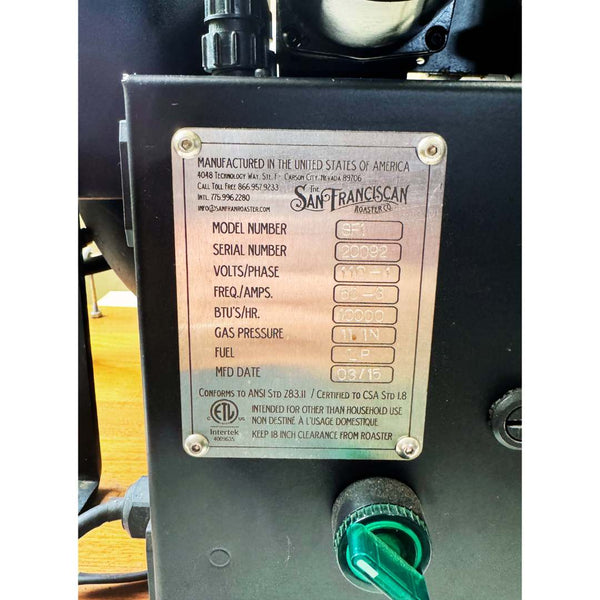 MANUFACTURED IN THE UNITED STATES OF AMERICA
4048 TECHNOLOGY WAY, STE. F · CARSON CITY, NEVADA 89706
CALL TOLL FREE 866.957.9233
INTL. 775.996.2280
INFO@SANFRANROASTER.COM
THE
SAN FRANCISCAN
ROASTER CO.
MODEL NUMBER SF1
SERIAL NUMBER 20092
VOLTS/PHASE 110-1
FREQ./AMPS. 60-3
BTU'S/HR. 10000
GAS PRESSURE 11 IN
FUEL LP
MFD DATE 03/15
CONFORMS TO ANSI STD Z83.11 / CERTIFIED TO CSA STD 1.8
C ETL US
INTENDED FOR OTHER THAN HOUSEHOLD USE
NON DESTINÉ À L'USAGE DOMESTIQUE
Intertek
4001635
KEEP 18 INCH CLEARANCE FROM ROASTER